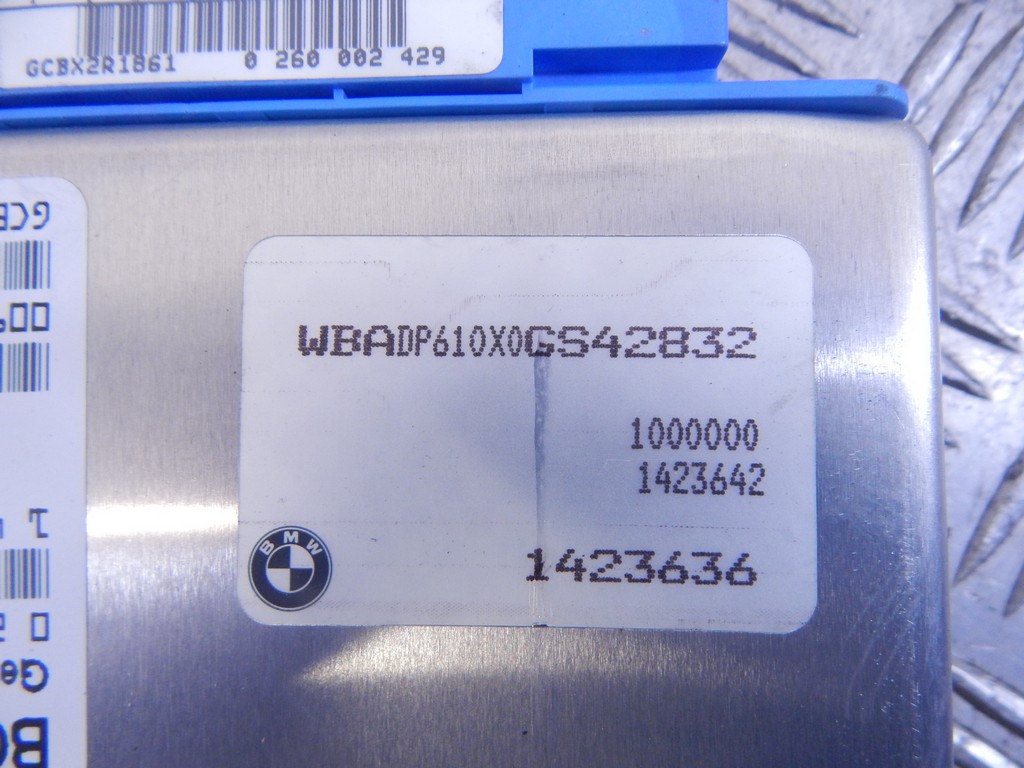 GCBX2R1861 0 260 002 429
WBADP610X0GS42832
1000000
1423642
BMW
1423636